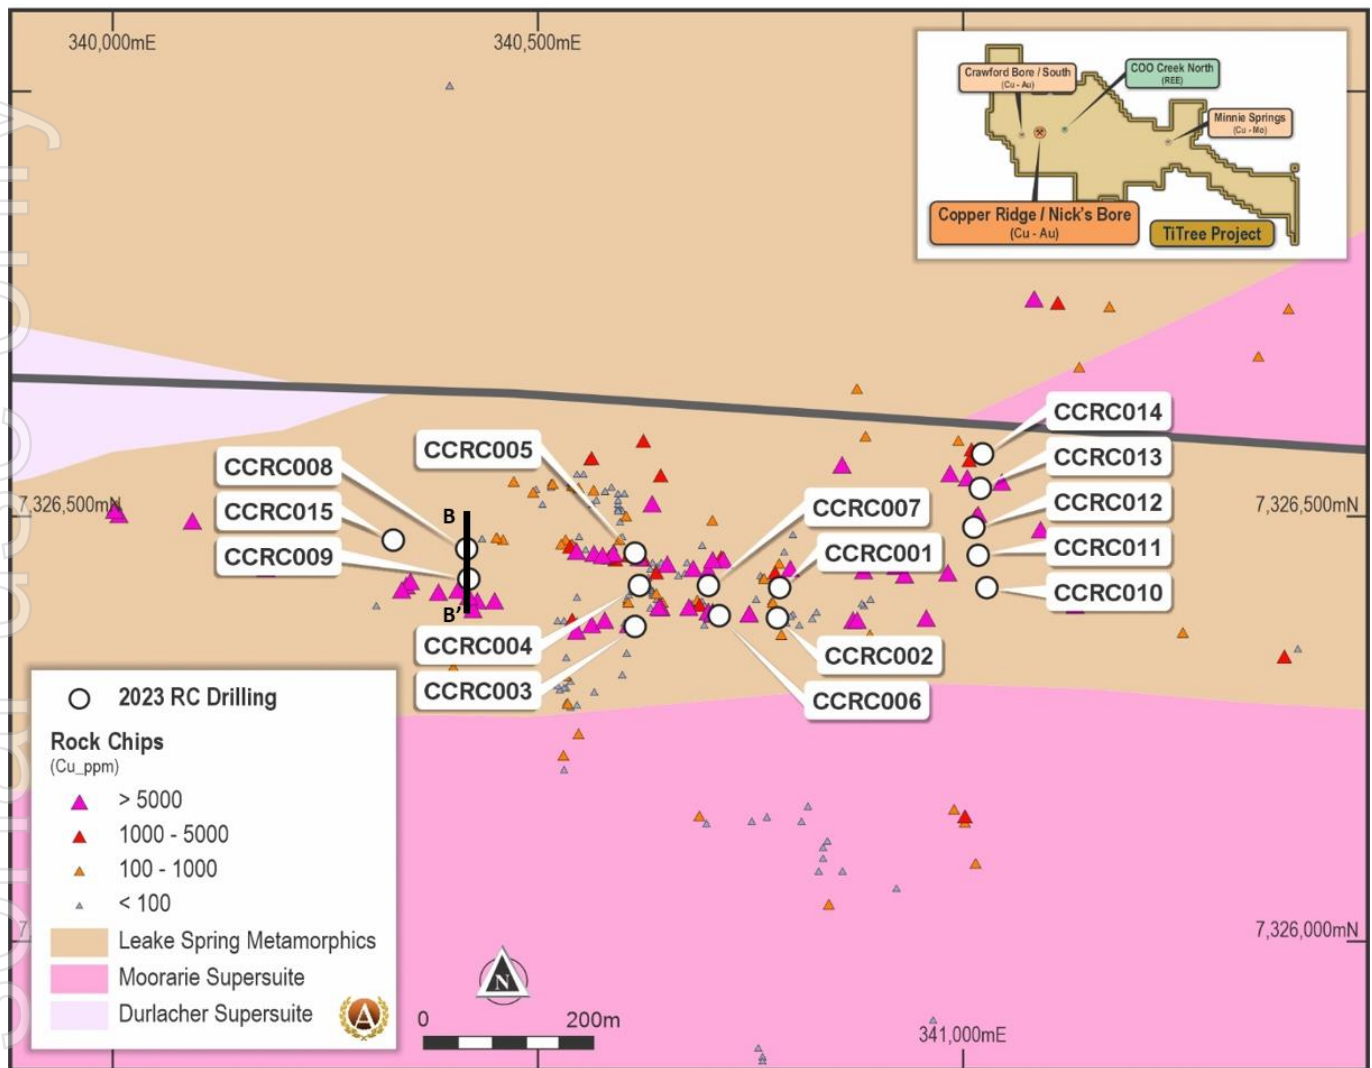 340,000mE
340,500mE
Crawford Bore / South
(Cu - Au)
COO Creek North
(REE)
Minnie Springs
(Cu - Mo)
Copper Ridge / Nick's Bore
(Cu - Au)
TiTree Project
CCRC014
CCRC005
CCRC008
CCRC013
7,326,500mN
CCRC015
B
CCRC007
CCRC012
7,326,500mN
CCRC009
CCRC001
CCRC011
B'
CCRC010
CCRC004
CCRC002
CCRC003
CCRC006
2023 RC Drilling
Rock Chips
(Cu_ppm)
> 5000
1000 - 5000
100 - 1000
< 100
Leake Spring Metamorphics
7,326,000mN
Moorarie Supersuite
Durlacher Supersuite
A
N
0 200m
341,000mE